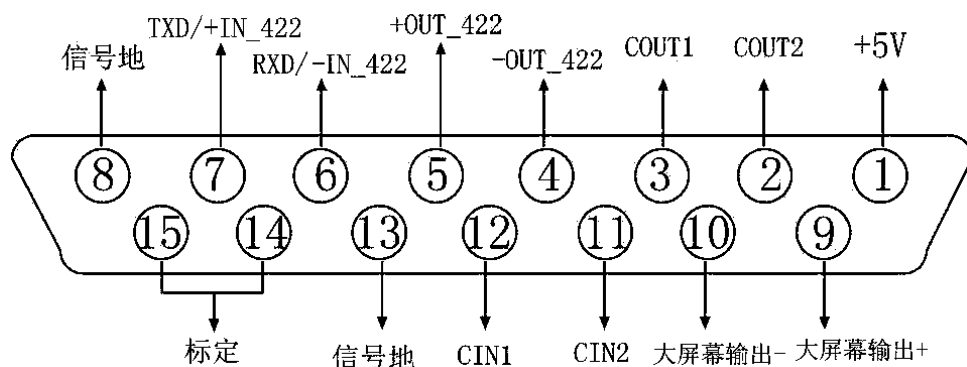 信号地
TXD/+IN_422
RXD/-IN_422
+OUT_422
-OUT_422
COUT1
COUT2
+5V
8 7 6 5 4 3 2 1
15 14 13 12 11 10 9
标定
信号地
CIN1
CIN2
大屏幕输出-
大屏幕输出+